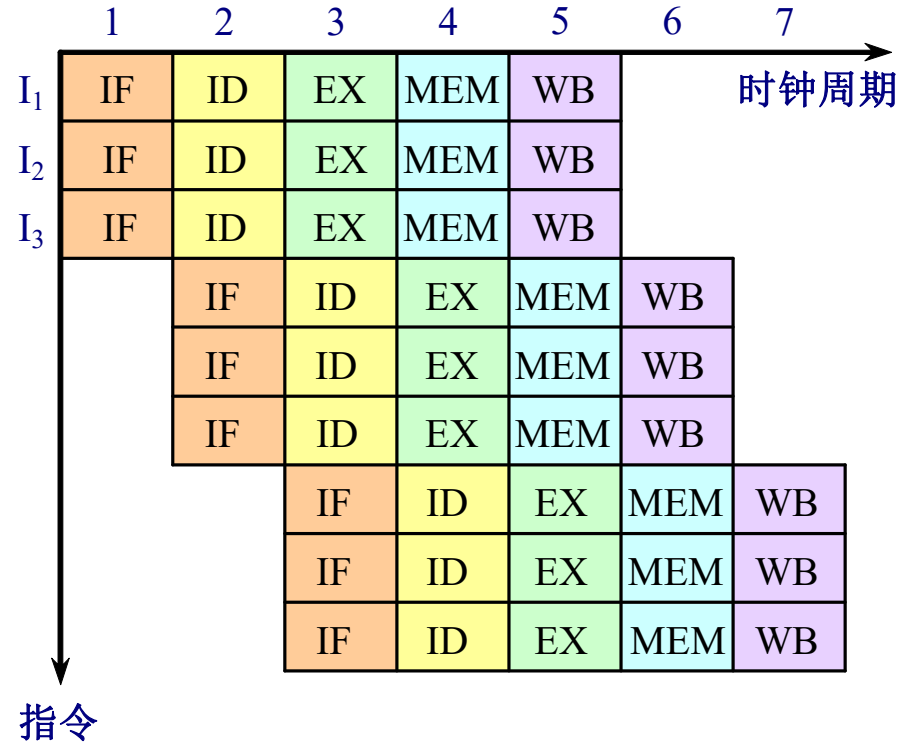 1 2 3 4 5 6 7
时钟周期
I₁ IF ID EX MEM WB
I₂ IF ID EX MEM WB
I₃ IF ID EX MEM WB
IF ID EX MEM WB
IF ID EX MEM WB
IF ID EX MEM WB
IF ID EX MEM WB
IF ID EX MEM WB
IF ID EX MEM WB
指令